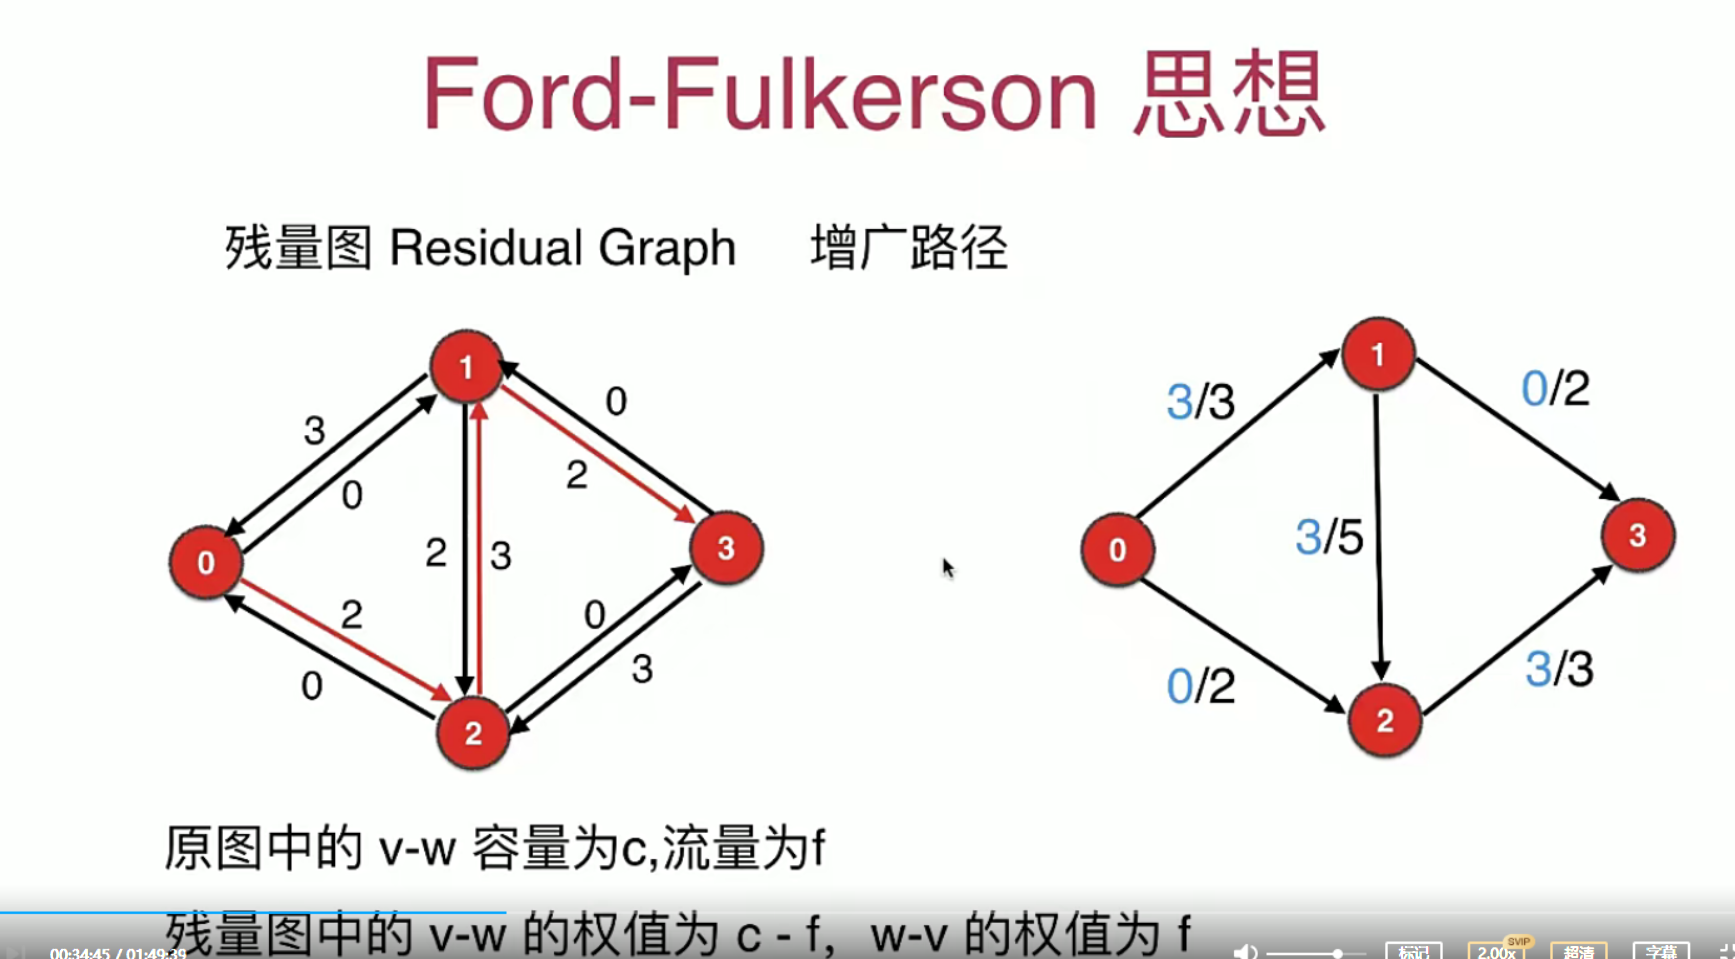 Ford-Fulkerson 思想
残量图 Residual Graph 增广路径
1
0
3
2
3
0
2
0
0
2
2
3
0
3
1
0
3
2
3/3
0/2
3/5
0/2
3/3
原图中的 v-w 容量为c,流量为f
残量图中的 v-w 的权值为 c - f, w-v 的权值为 f
00:34:45 / 01:49:39
标记
2.00x
SVIP
超清
字幕